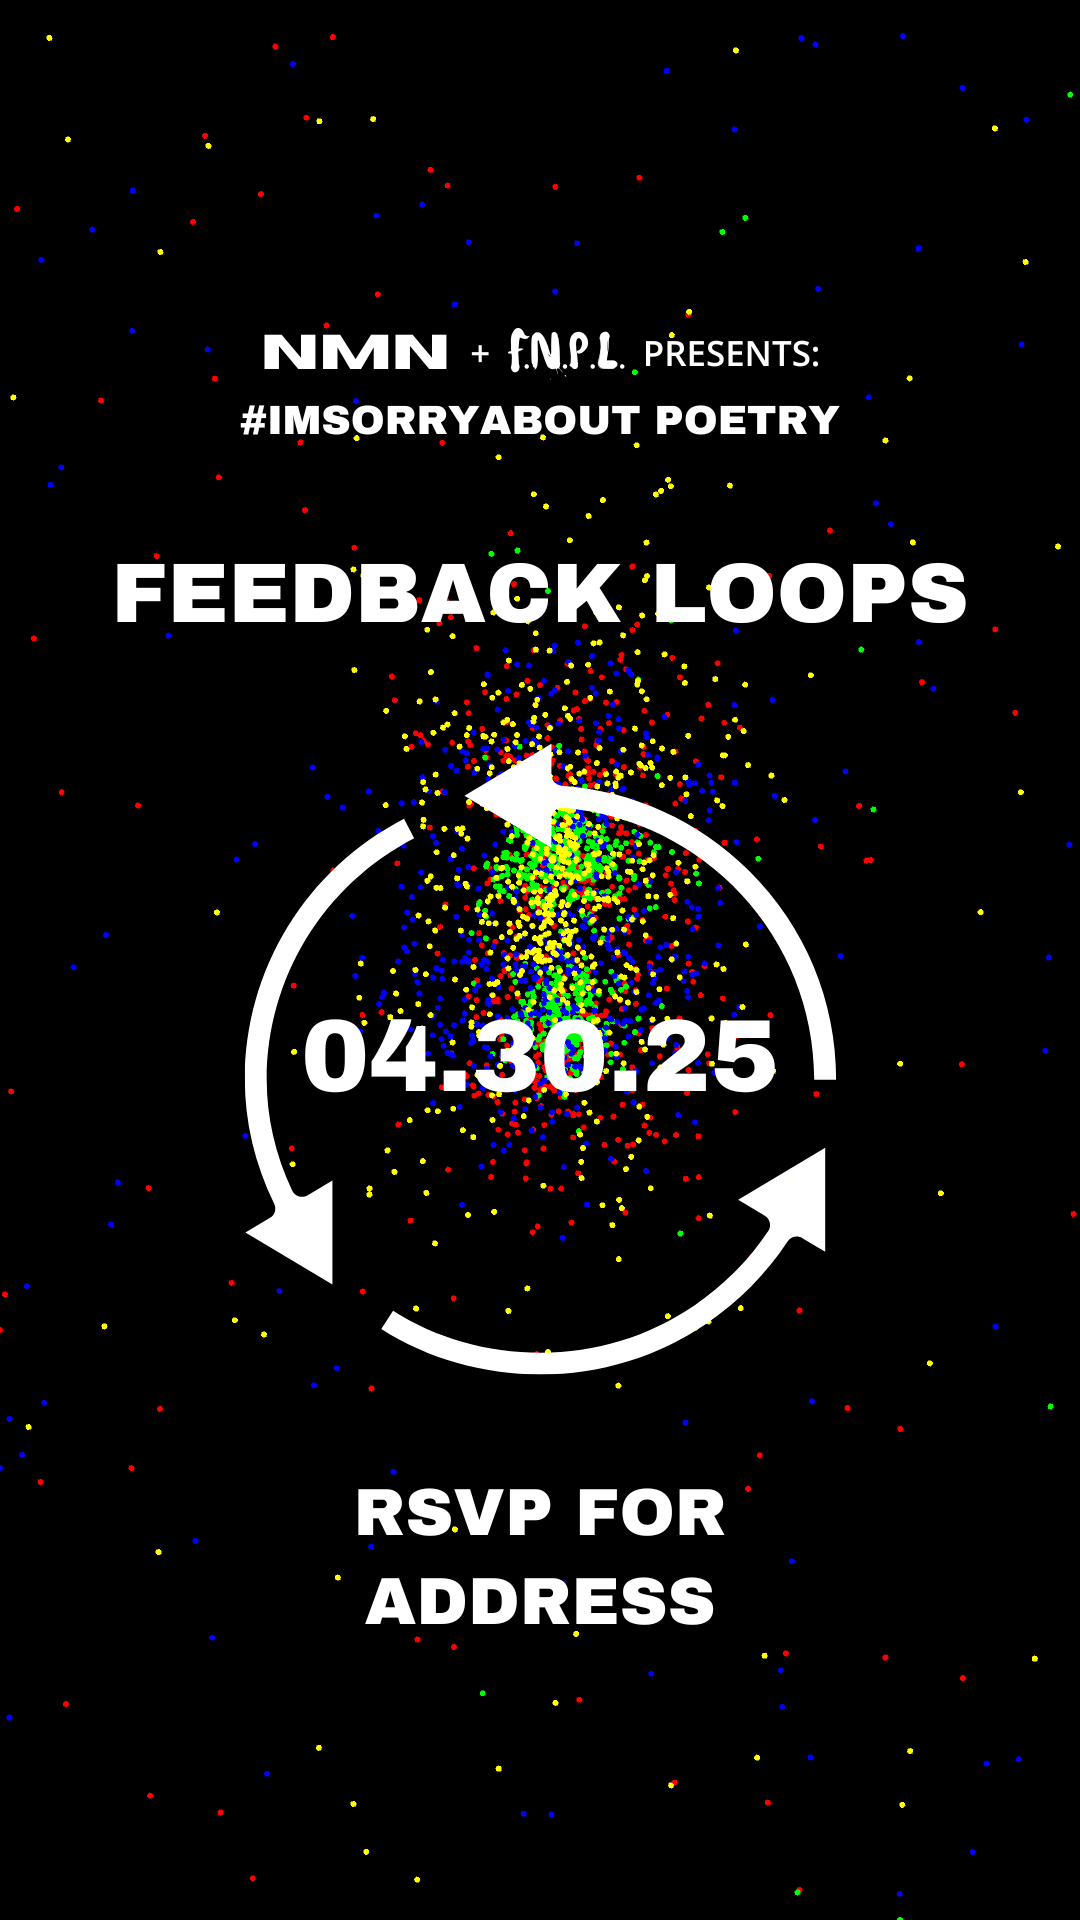 NMN + F.N.P.L. PRESENTS:
#IMSORRYABOUT POETRY
FEEDBACK LOOPS
04.30.25
RSVP FOR
ADDRESS